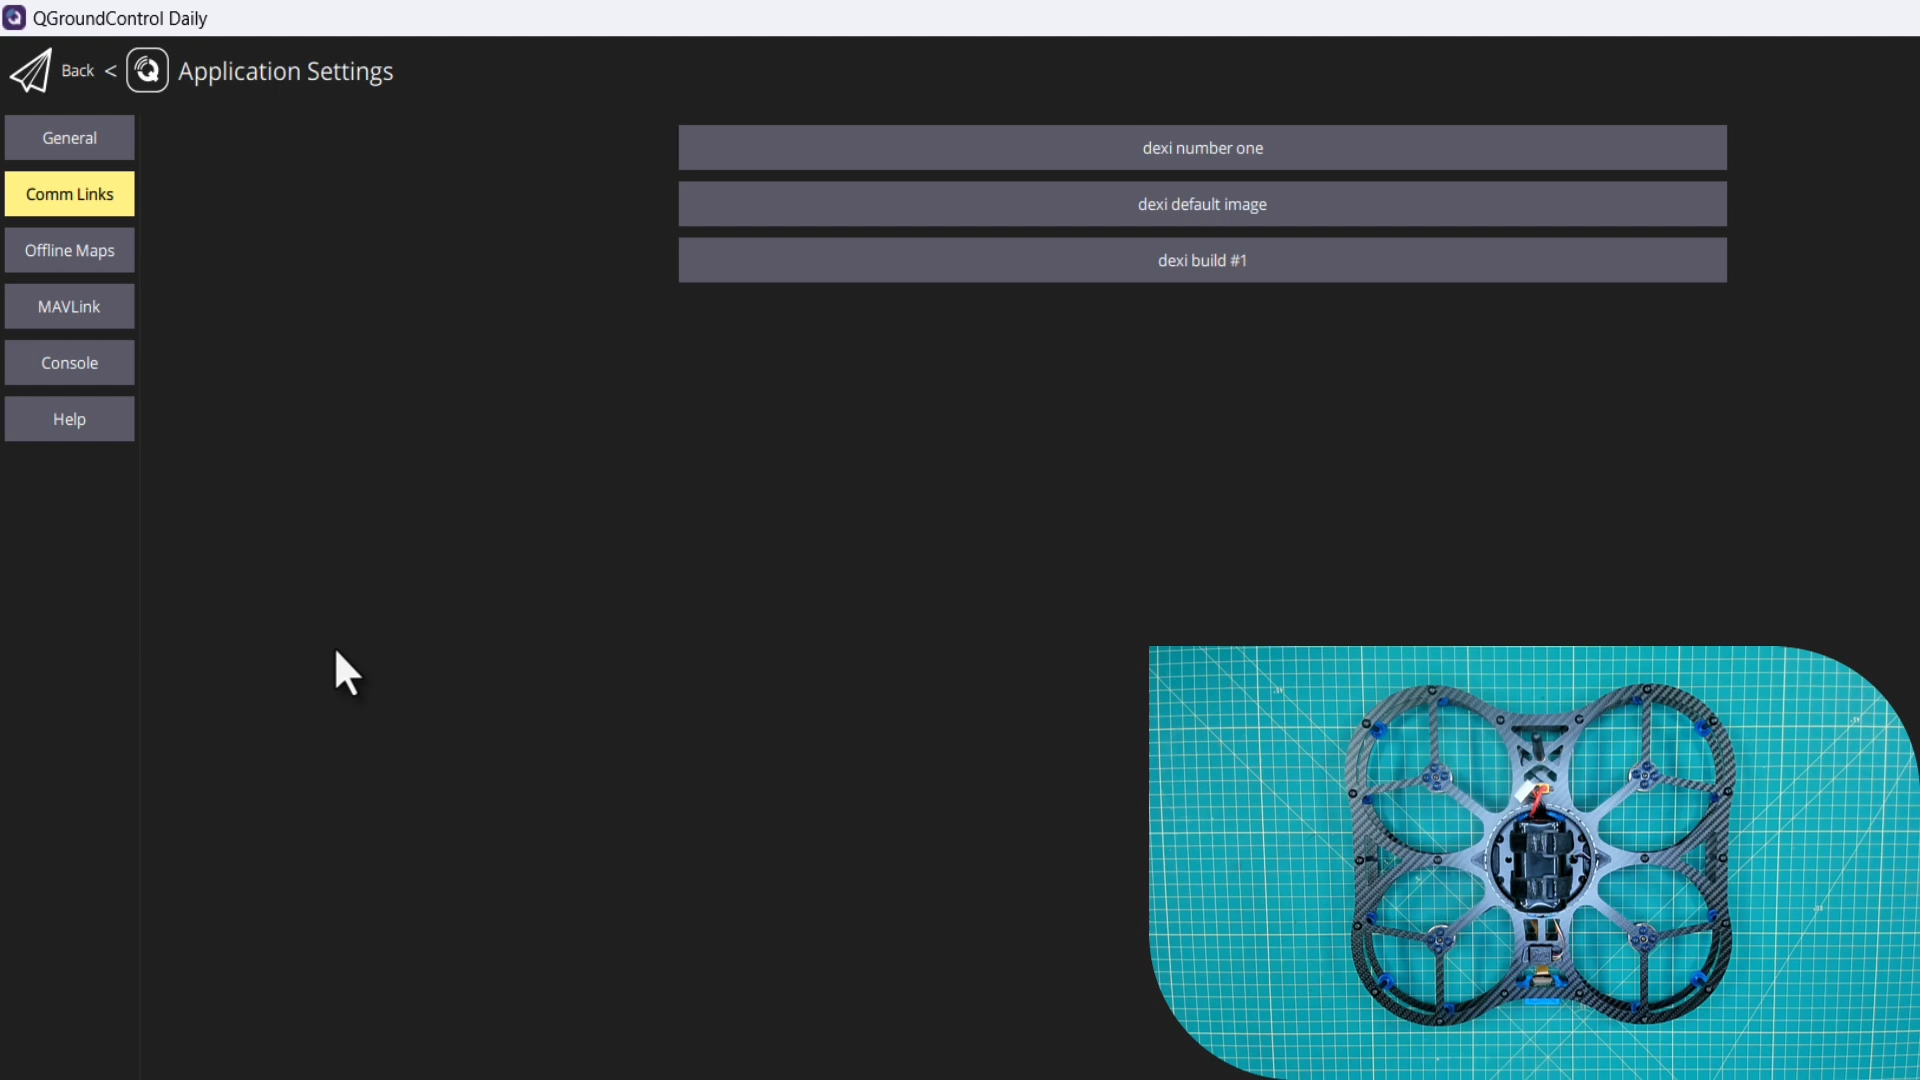 QGroundControl Daily
Back < Application Settings
General
Comm Links
Offline Maps
MAVLink
Console
Help
dexi number one
dexi default image
dexi build #1